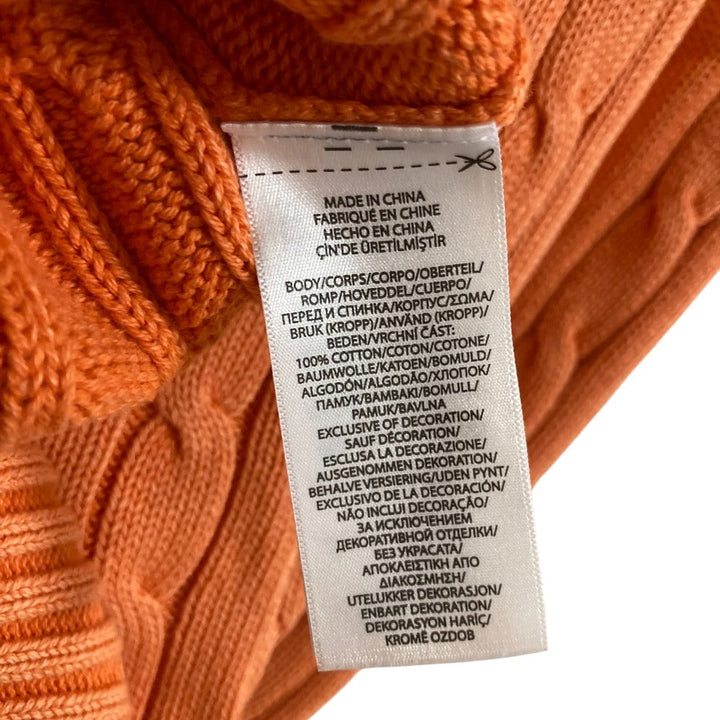 MADE IN CHINA
FABRIQUÉ EN CHINE
HECHO EN CHINA
ÇİN'DE ÜRETİLMİŞTİR
BODY/CORPS/CORPO/OBERTEIL/
ROMP/HOVEDDEL/CUERPO/
ПЕРЕД И СПИНКА/КОРПУС/ΣΩΜΑ/
BRUK (KROPP)/ANVÄND (KROPP)/
BEDEN/VRCHNÍ ČÁST:
100% COTTON/COTON/COTONE/
BAUMWOLLE/KATOEN/BOMULD/
ALGODÓN/ALGODÃO/ХЛОПОК/
ПАМУК/ΒΑΜΒΑΚΙ/BOMULL/
PAMUK/BAVLNA
EXCLUSIVE OF DECORATION/
SAUF DÉCORATION/
ESCLUSA LA DECORAZIONE/
AUSGENOMMEN DEKORATION/
BEHALVE VERSIERING/UDEN PYNT/
EXCLUSIVO DE LA DECORACIÓN/
NÃO INCLUI DECORAÇÃO/
ЗА ИСКЛЮЧЕНИЕМ
ДЕКОРАТИВНОЙ ОТДЕЛКИ/
БЕЗ УКРАСАТА/
ΑΠΟΚΛΕΙΣΤΙΚΗ ΑΠΟ
ΔΙΑΚΟΣΜΗΣΗ/
UTELUKKER DEKORASJON/
ENBART DEKORATION/
DEKORASYON HARİÇ/
KROMĚ OZDOB